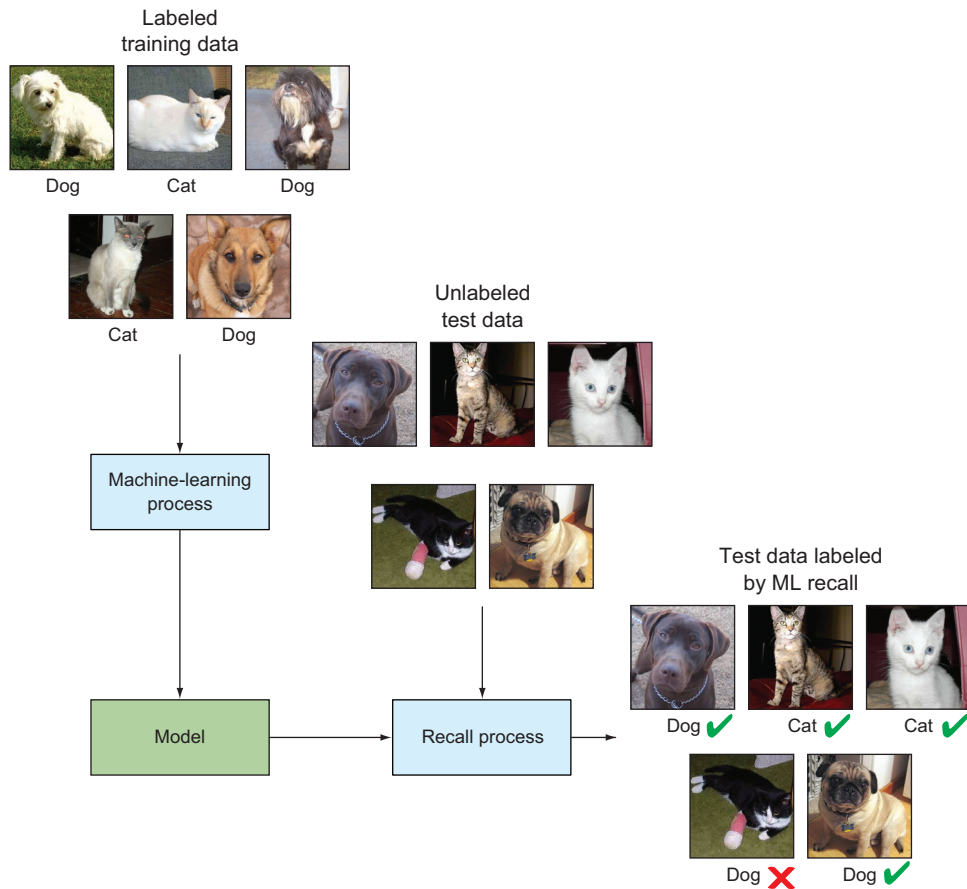 Labeled
training data
Dog
Cat
Dog
Cat
Dog
Unlabeled
test data
Machine-learning
process
Test data labeled
by ML recall
Model
Recall process
Dog
Cat
Cat
Dog
Dog